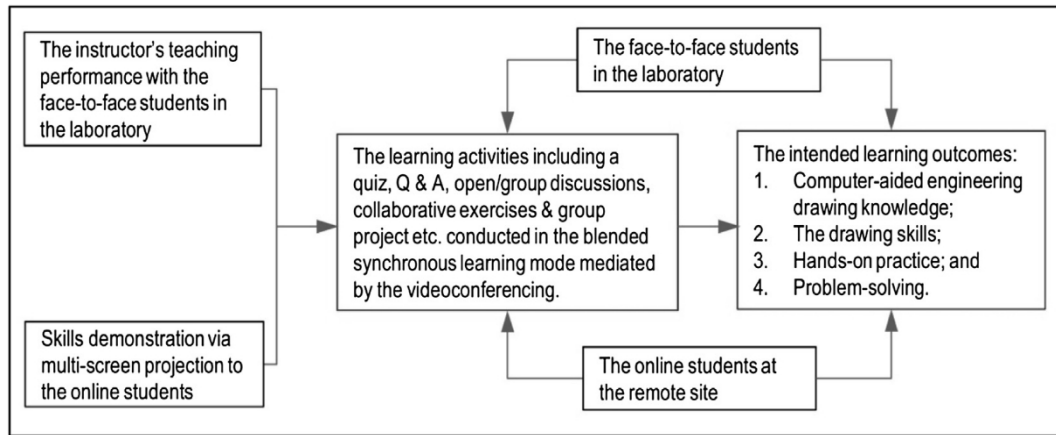 The instructor's teaching
performance with the
face-to-face students in
the laboratory
The face-to-face students
in the laboratory
The learning activities including a
quiz, Q & A, open/group discussions,
collaborative exercises & group
project etc. conducted in the blended
synchronous learning mode mediated
by the videoconferencing.
The intended learning outcomes:
1. Computer-aided engineering
drawing knowledge;
2. The drawing skills;
3. Hands-on practice; and
4. Problem-solving.
Skills demonstration via
multi-screen projection to
the online students
The online students at
the remote site